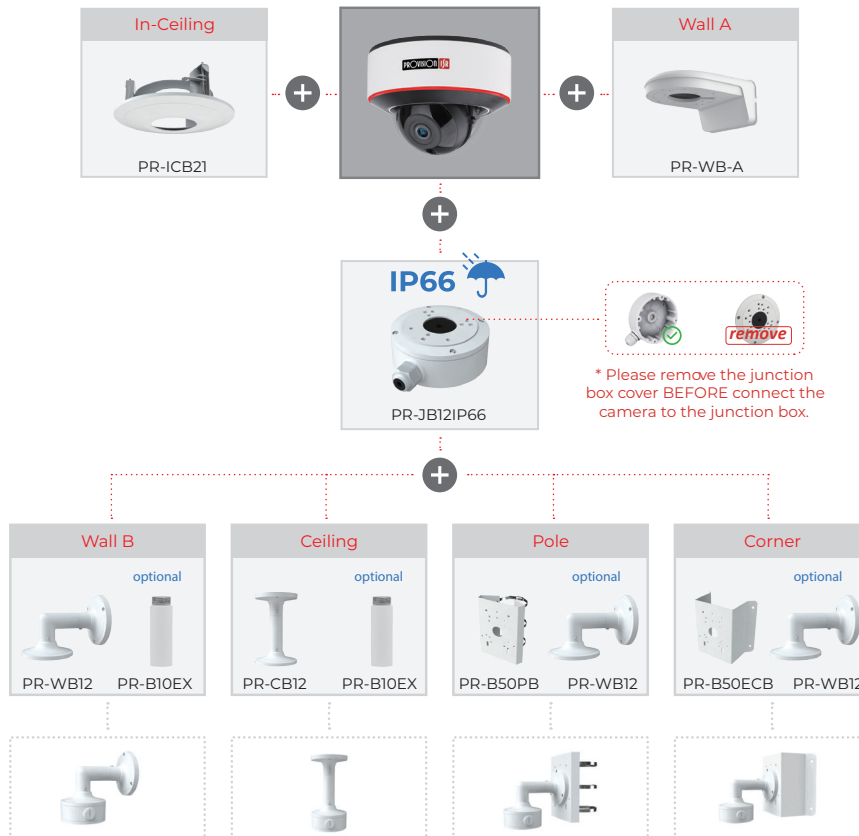 In-Ceiling
PROVISION ISR
Wall A
PR-ICB21
PR-WB-A
IP66
remove
PR-JB12IP66
* Please remove the junction
box cover BEFORE connect the
camera to the junction box.
Wall B
Ceiling
Pole
Corner
optional
optional
optional
optional
PR-WB12
PR-B10EX
PR-CB12
PR-B10EX
PR-B50PB
PR-WB12
PR-B50ECB
PR-WB12